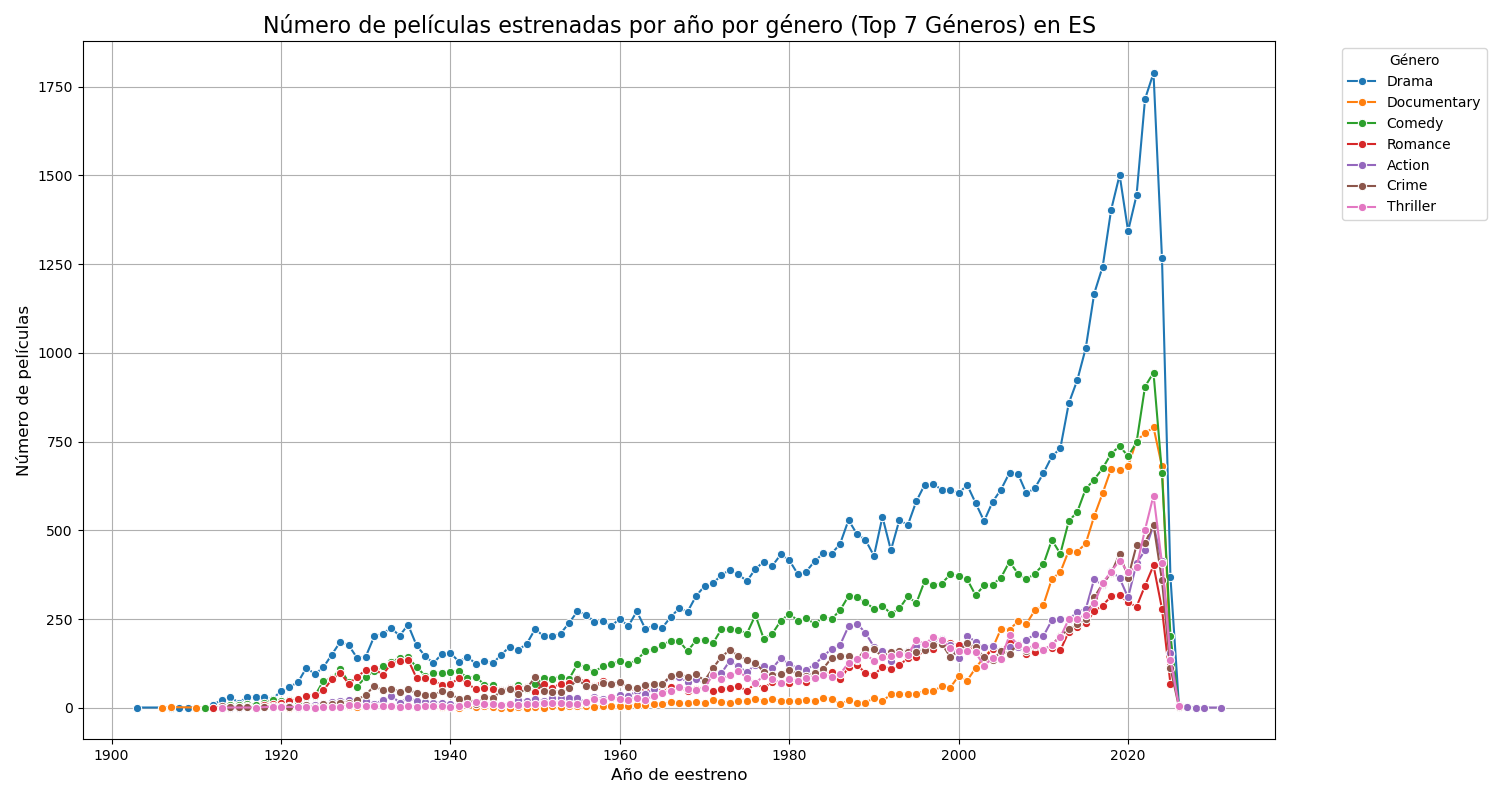 Número de películas estrenadas por año por género (Top 7 Géneros) en ES
Género
Drama
Documentary
Comedy
Romance
Action
Crime
Thriller
Número de películas
1750
1500
1250
1000
750
500
250
0
1900 1920 1940 1960 1980 2000 2020
Año de eestreno